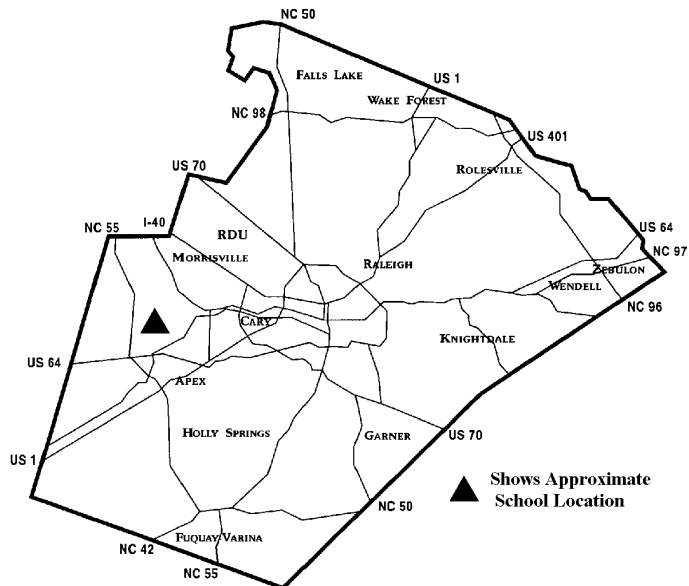 NC 50
FALLS LAKE
US 1
WAKE FOREST
NC 98
US 401
US 70
ROLESVILLE
NC 55
I-40
RDU
US 64
MORRISVILLE
NC 97
RALEIGH
ZEBULON
WENDELL
NC 96
CARY
KNIGHTDALE
US 64
APEX
HOLLY SPRINGS
GARNER
US 70
US 1
Shows Approximate
School Location
NC 50
FUQUAY VARINA
NC 42
NC 55